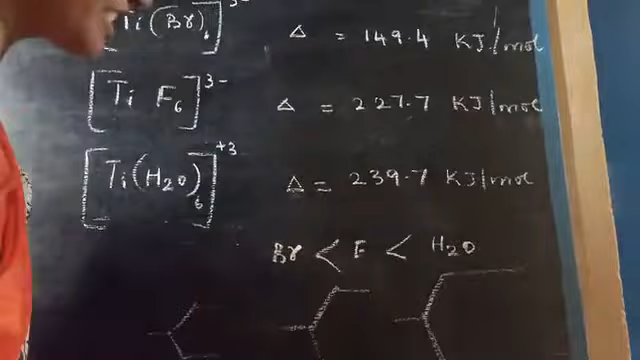 [Ti(Br)6]3- Δ = 149.4 KJ/mol
[Ti F6]3- Δ = 227.7 KJ/mol
[Ti(H2O)6]+3 Δ = 239.7 KJ/mol
Br < F < H2O